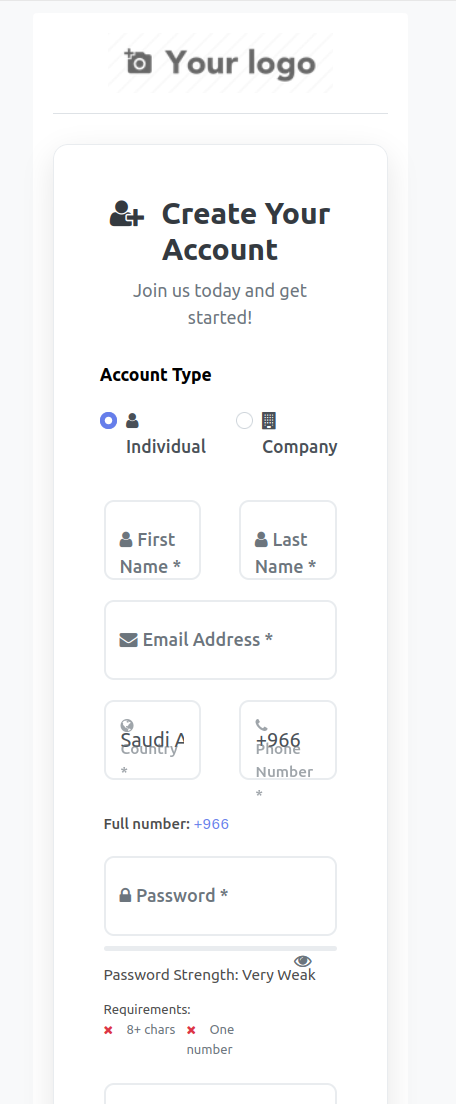 Your logo
Create Your
Account
Join us today and get
started!
Account Type
Individual
Company
First
Name *
Last
Name *
Email Address *
Saudi A
Country
*
+966
Phone
Number
*
Full number: +966
Password *
Password Strength: Very Weak
Requirements:
8+ chars
One
number